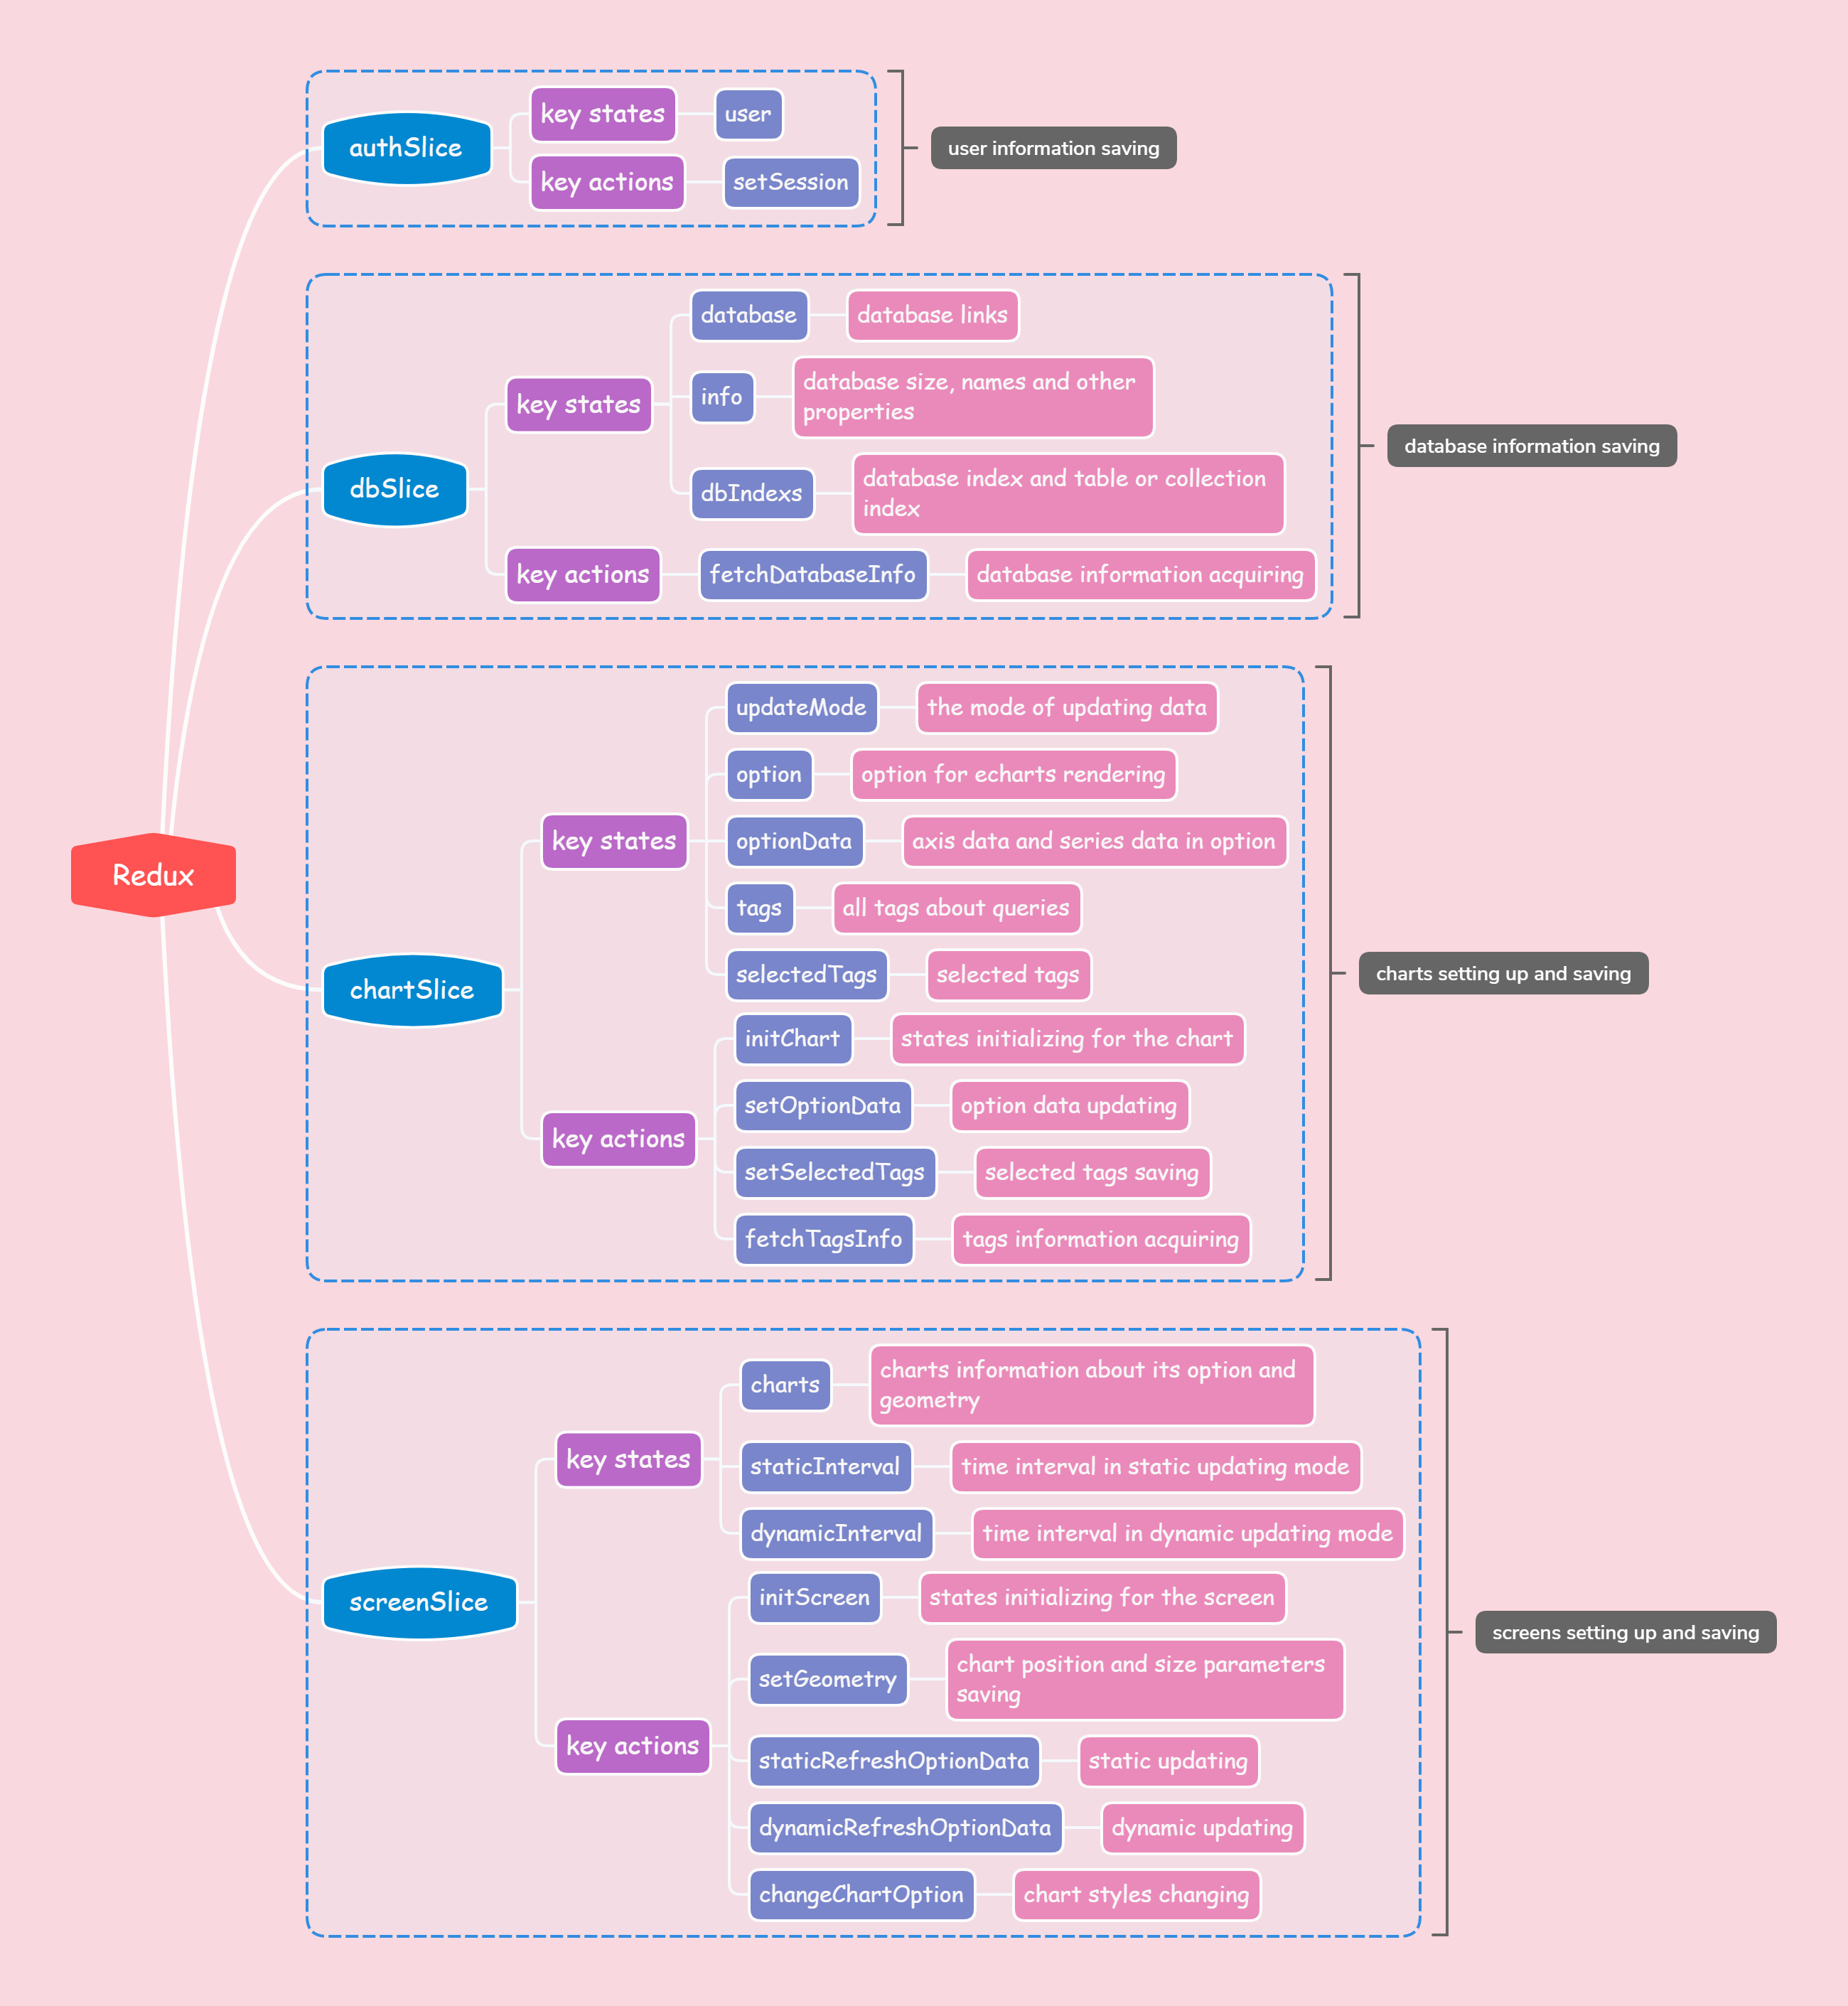 authSlice
key states
user
key actions
setSession
user information saving
dbSlice
key states
database
database links
info
database size, names and other
properties
dbIndexs
database index and table or collection
index
key actions
fetchDatabaseInfo
database information acquiring
database information saving
Redux
chartSlice
key states
updateMode
the mode of updating data
option
option for echarts rendering
optionData
axis data and series data in option
tags
all tags about queries
selectedTags
selected tags
key actions
initChart
states initializing for the chart
setOptionData
option data updating
setSelectedTags
selected tags saving
fetchTagsInfo
tags information acquiring
charts setting up and saving
screenSlice
key states
charts
charts information about its option and
geometry
staticInterval
time interval in static updating mode
dynamicInterval
time interval in dynamic updating mode
key actions
initScreen
states initializing for the screen
setGeometry
chart position and size parameters
saving
staticRefreshOptionData
static updating
dynamicRefreshOptionData
dynamic updating
changeChartOption
chart styles changing
screens setting up and saving